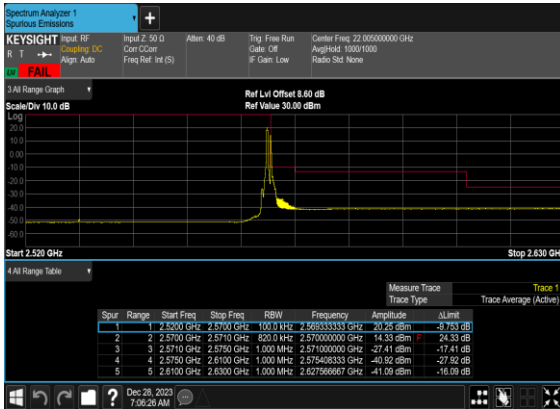 Spectrum Analyzer 1
Spurious Emissions
KEYSIGHT
R T
LXI
FAIL
Input: RF
Coupling: DC
Align: Auto
Input Z: 50 Ω
Corr CCorr
Freq Ref: Int (S)
Atten: 40 dB
Trig: Free Run
Gate: Off
IF Gain: Low
Center Freq: 22.005000000 GHz
Avg|Hold: 1000/1000
Radio Std: None
3 All Range Graph
Scale/Div 10.0 dB
Ref Lvl Offset 8.60 dB
Ref Value 30.00 dBm
Log
20.0
10.0
0.00
-10.0
-20.0
-30.0
-40.0
-50.0
-60.0
Start 2.520 GHz
Stop 2.630 GH
4 All Range Table
Measure Trace Trace 1
Trace Type Trace Average (Active)
Spur Range Start Freq Stop Freq RBW Frequency Amplitude ΔLimit
1 1 2.5200 GHz 2.5700 GHz 100.0 kHz 2.569333333 GHz 20.25 dBm -9.753 dB
2 2 2.5700 GHz 2.5710 GHz 820.0 kHz 2.570000000 GHz 14.33 dBm F 24.33 dB
3 3 2.5710 GHz 2.5750 GHz 1.000 MHz 2.571000000 GHz -27.41 dBm -17.41 dB
4 4 2.5750 GHz 2.6100 GHz 1.000 MHz 2.575408333 GHz -40.92 dBm -27.92 dB
5 5 2.6100 GHz 2.6300 GHz 1.000 MHz 2.627566667 GHz -41.09 dBm -16.09 dB
?
Dec 28, 2023
7:06:26 AM